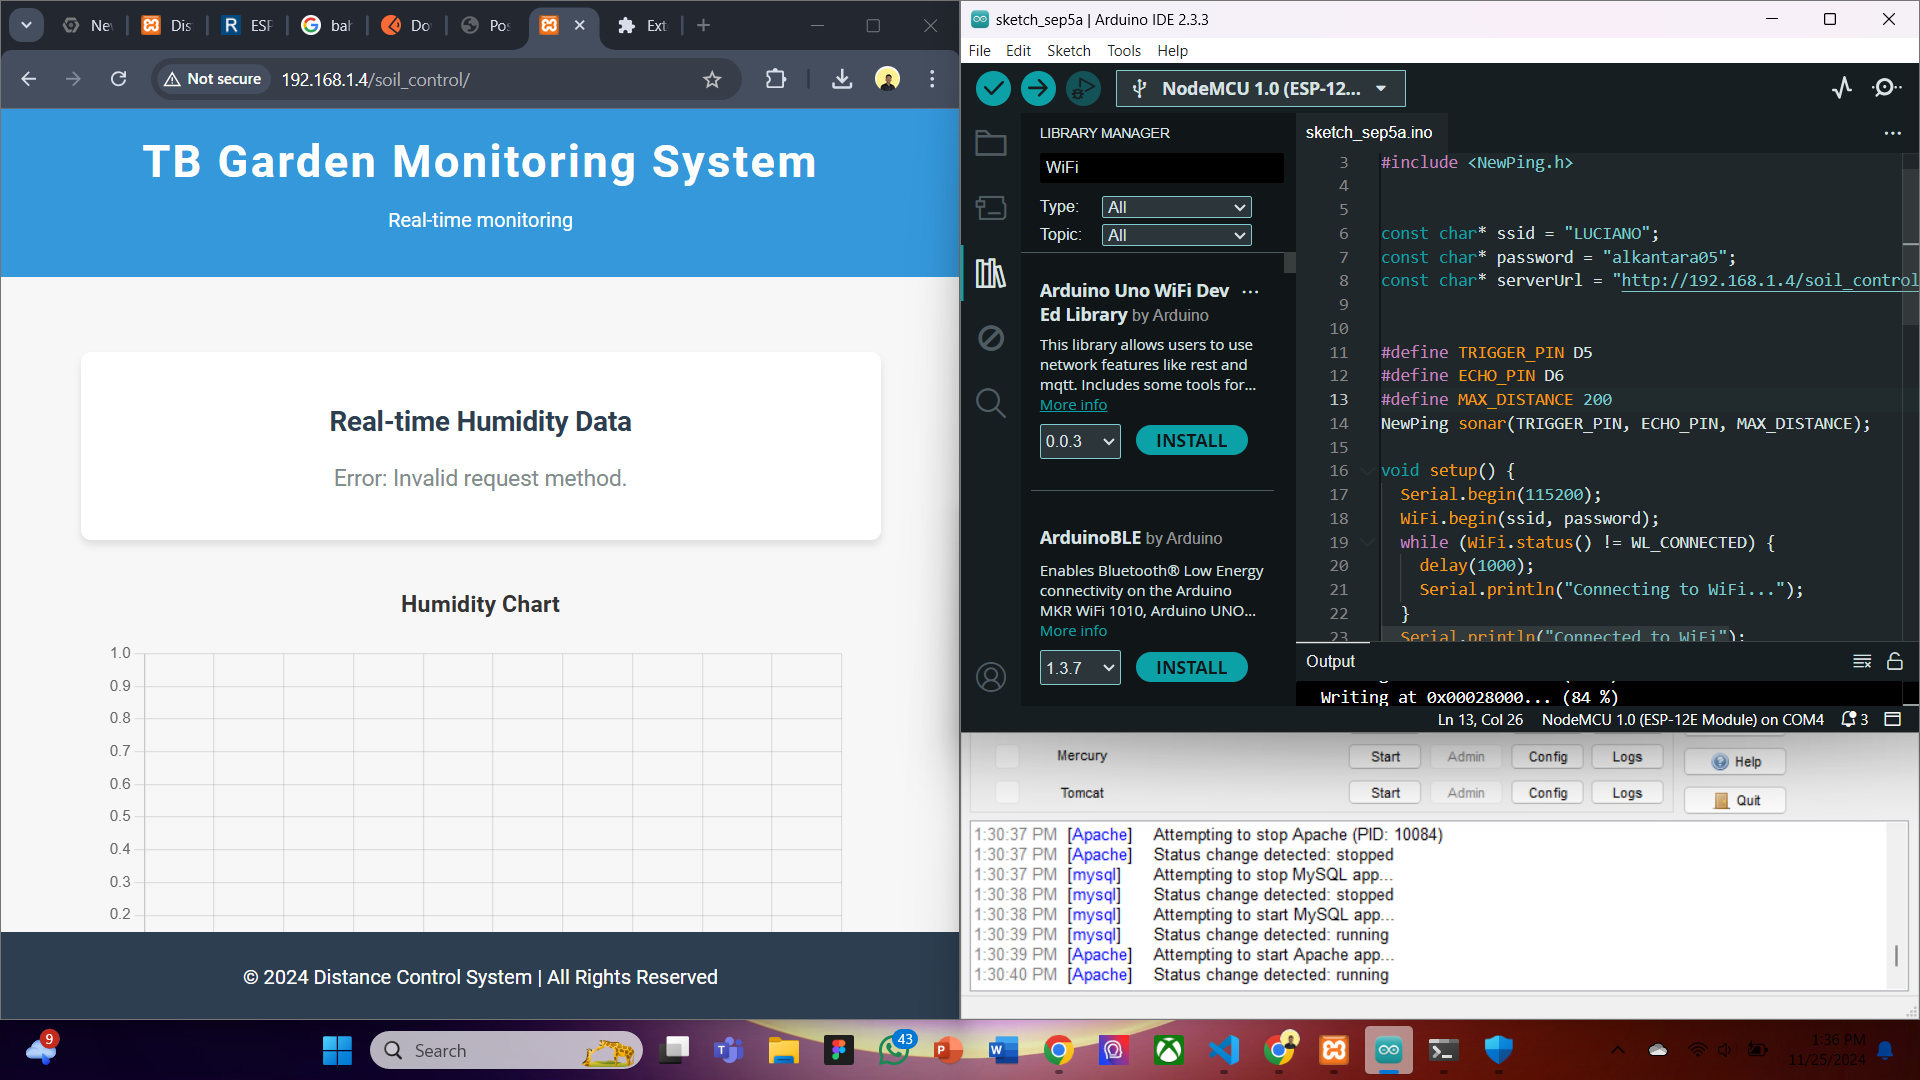 Nev
Dis
ESP
bah
Do
Pos
Ext
Not secure
192.168.1.4/soil_control/
TB Garden Monitoring System
Real-time monitoring
Real-time Humidity Data
Error: Invalid request method.
Humidity Chart
1.0
0.9
0.8
0.7
0.6
0.5
0.4
0.3
0.2
© 2024 Distance Control System | All Rights Reserved
sketch_sep5a | Arduino IDE 2.3.3
File Edit Sketch Tools Help
NodeMCU 1.0 (ESP-12...
LIBRARY MANAGER
WiFi
Type: All
Topic: All
Arduino Uno WiFi Dev
Ed Library by Arduino
This library allows users to use
network features like rest and
mqtt. Includes some tools for...
More info
0.0.3 INSTALL
ArduinoBLE by Arduino
Enables Bluetooth® Low Energy
connectivity on the Arduino
MKR WiFi 1010, Arduino UNO...
More info
1.3.7 INSTALL
sketch_sep5a.ino
3 #include <NewPing.h>
4
5
6 const char* ssid = "LUCIANO";
7 const char* password = "alkantara05";
8 const char* serverUrl = "http://192.168.1.4/soil_control
9
10
11 #define TRIGGER_PIN D5
12 #define ECHO_PIN D6
13 #define MAX_DISTANCE 200
14 NewPing sonar(TRIGGER_PIN, ECHO_PIN, MAX_DISTANCE);
15
16 void setup() {
17 Serial.begin(115200);
18 WiFi.begin(ssid, password);
19 while (WiFi.status() != WL_CONNECTED) {
20 delay(1000);
21 Serial.println("Connecting to WiFi...");
22 }
23 Serial.println("Connected to WiFi");
Output
Writing at 0x00028000... (84 %)
Ln 13, Col 26 NodeMCU 1.0 (ESP-12E Module) on COM4 3
Mercury Start Admin Config Logs Help
Tomcat Start Admin Config Logs Quit
1:30:37 PM [Apache] Attempting to stop Apache (PID: 10084)
1:30:37 PM [Apache] Status change detected: stopped
1:30:37 PM [mysql] Attempting to stop MySQL app...
1:30:38 PM [mysql] Status change detected: stopped
1:30:38 PM [mysql] Attempting to start MySQL app...
1:30:39 PM [mysql] Status change detected: running
1:30:39 PM [Apache] Attempting to start Apache app...
1:30:40 PM [Apache] Status change detected: running
9
Search
43
1:36 PM
11/25/2024